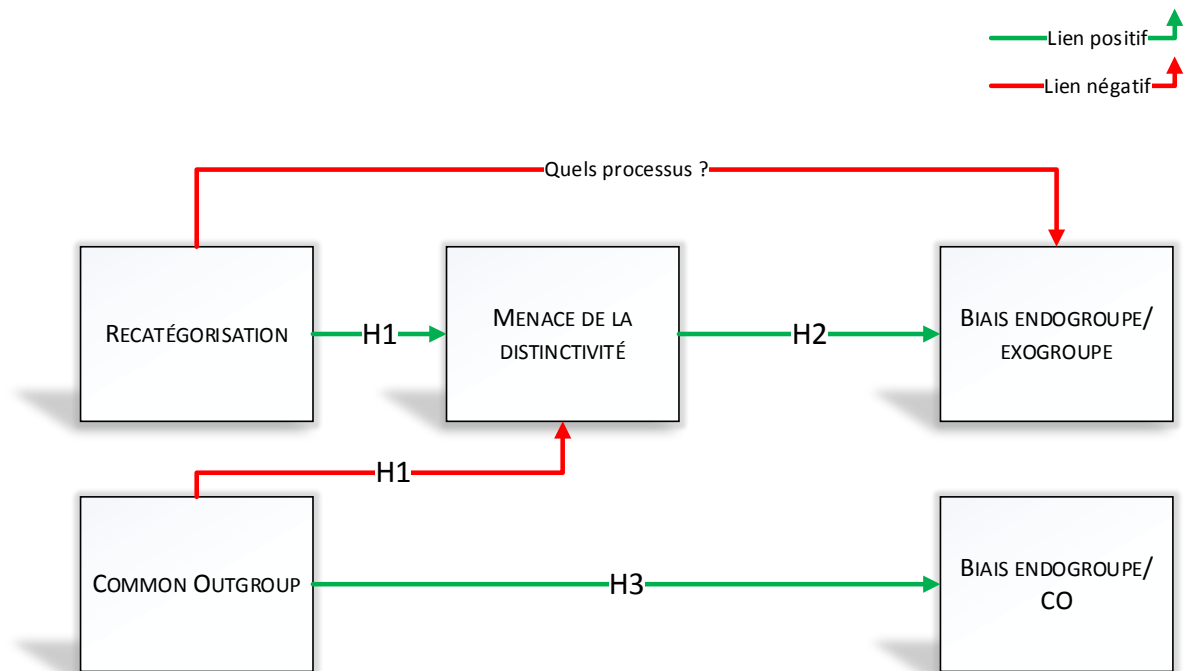 Lien positif
Lien négatif
Quels processus ?
RECATÉGORISATION
H1
MENACE DE LA
DISTINCTIVITÉ
H2
BIAIS ENDOGROUPE/
EXOGROUPE
H1
COMMON OUTGROUP
H3
BIAIS ENDOGROUPE/
CO